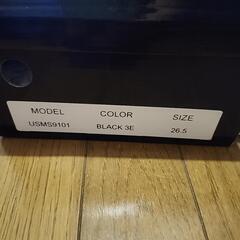 MODEL COLOR SIZE
USMS9101 BLACK 3E 26.5